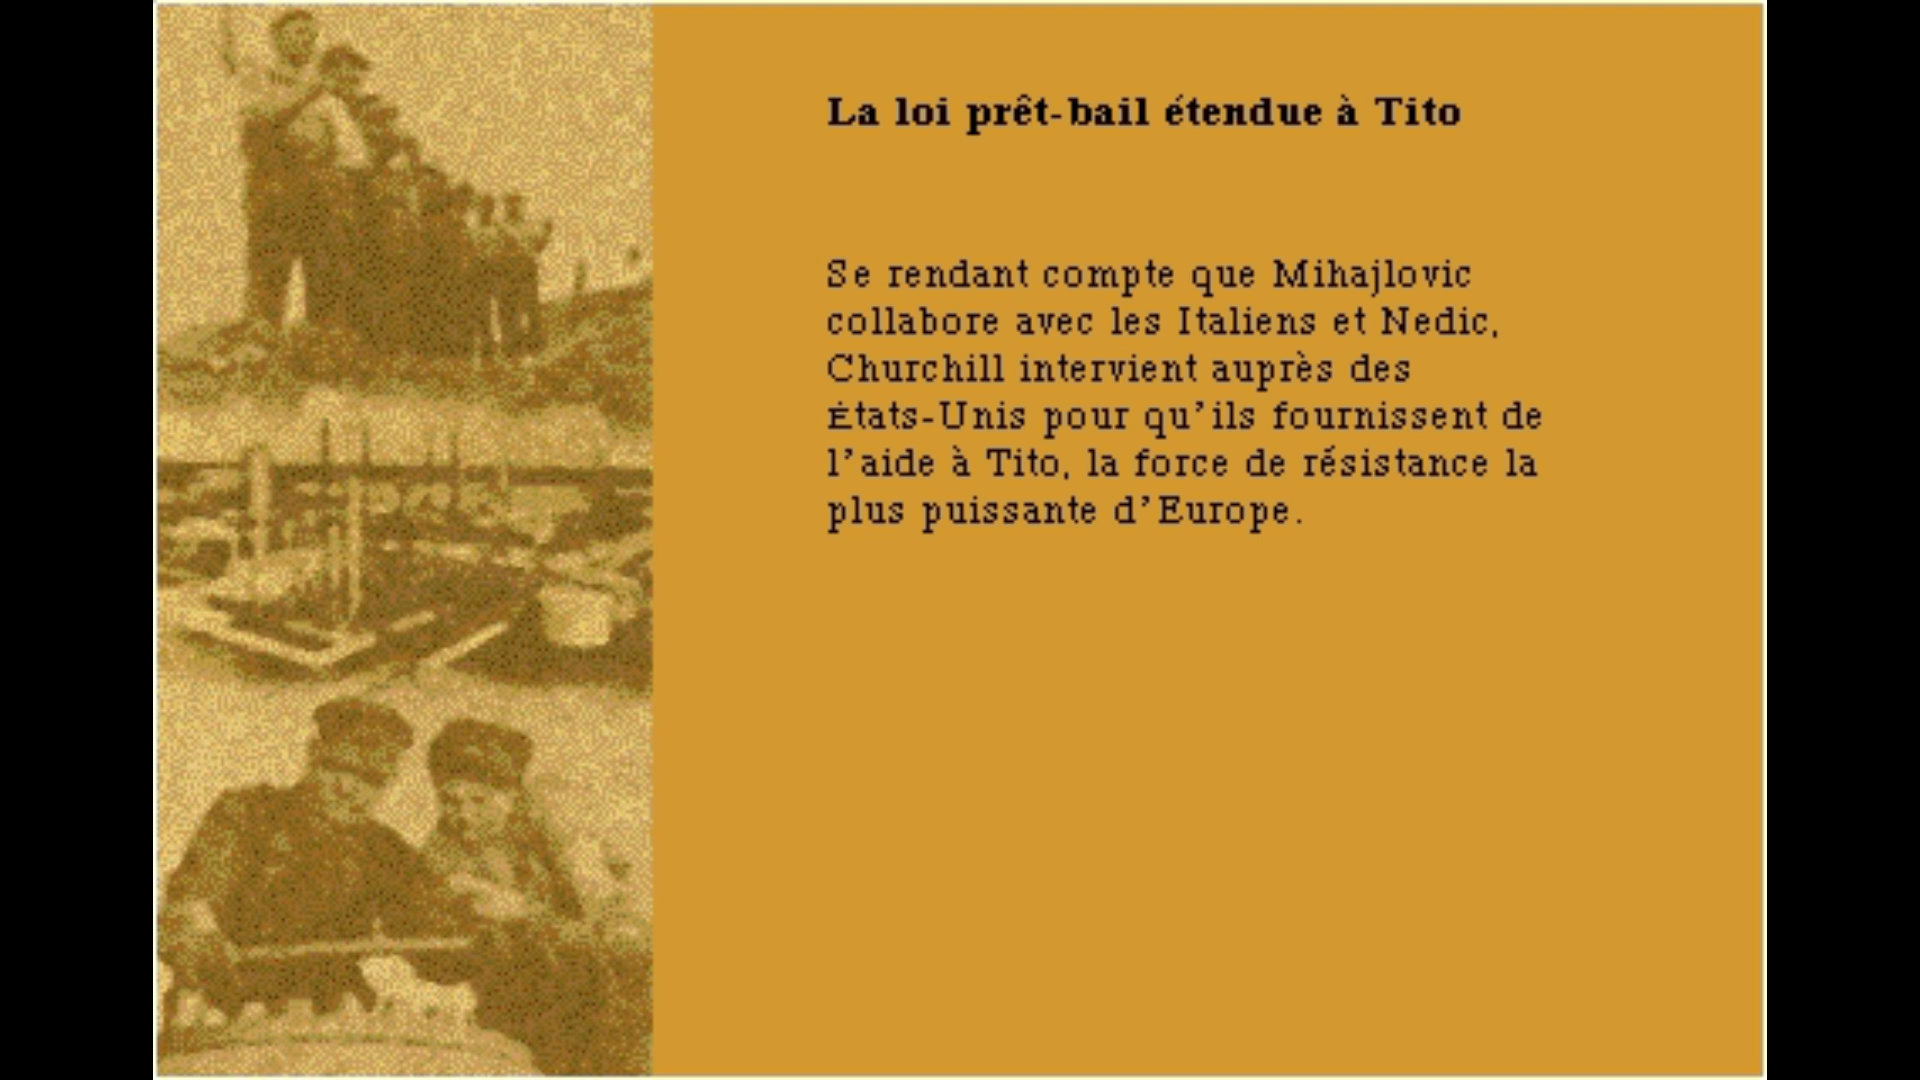 La loi prêt-bail étendue à Tito
Se rendant compte que Mihajlovic
collabore avec les Italiens et Nedic,
Churchill intervient auprès des
États-Unis pour qu’ils fournissent de
l’aide à Tito, la force de résistance la
plus puissante d’Europe.